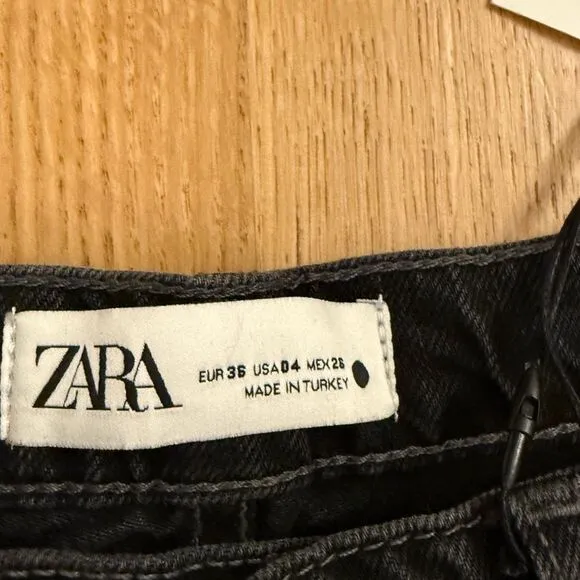 ZARA
EUR 36 USA 04 MEX 26
MADE IN TURKEY